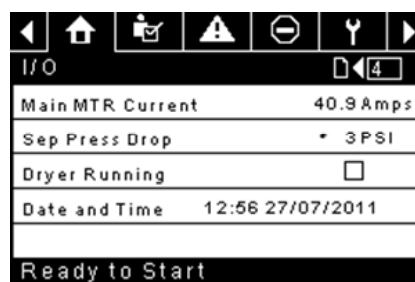 I/O 4
Main MTR Current 40.9Amps
Sep Press Drop * 3PSI
Dryer Running
Date and Time 12:56 27/07/2011
Ready to Start